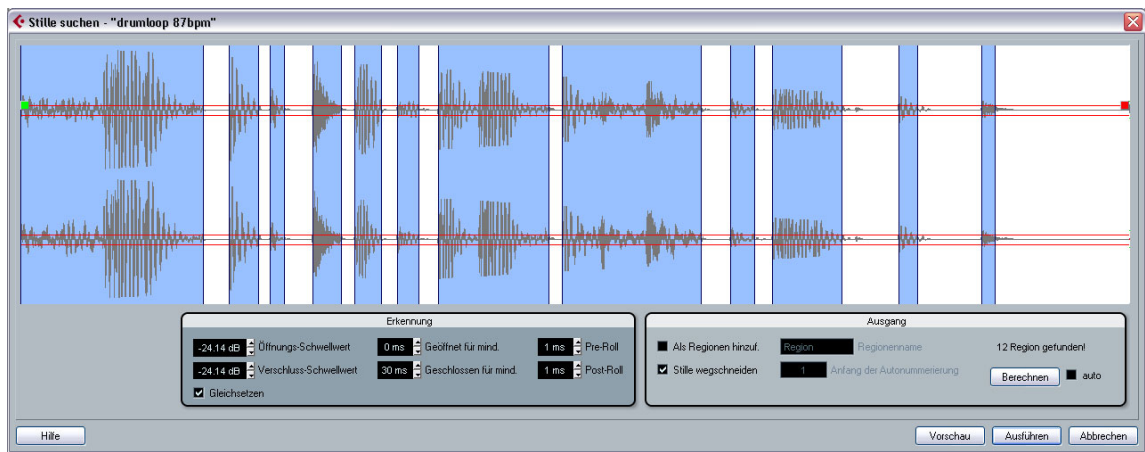 Stille suchen - "drumloop 87bpm"
Erkennung
-24.14 dB Öffnungs-Schwellwert 0 ms Geöffnet für mind. 1 ms Pre-Roll
-24.14 dB Verschluss-Schwellwert 30 ms Geschlossen für mind. 1 ms Post-Roll
Gleichsetzen
Ausgang
Als Regionen hinzuf. Region Regionenname 12 Region gefunden!
Stille wegschneiden 1 Anfang der Autonummerierung
Berechnen auto
Hilfe Vorschau Ausführen Abbrechen